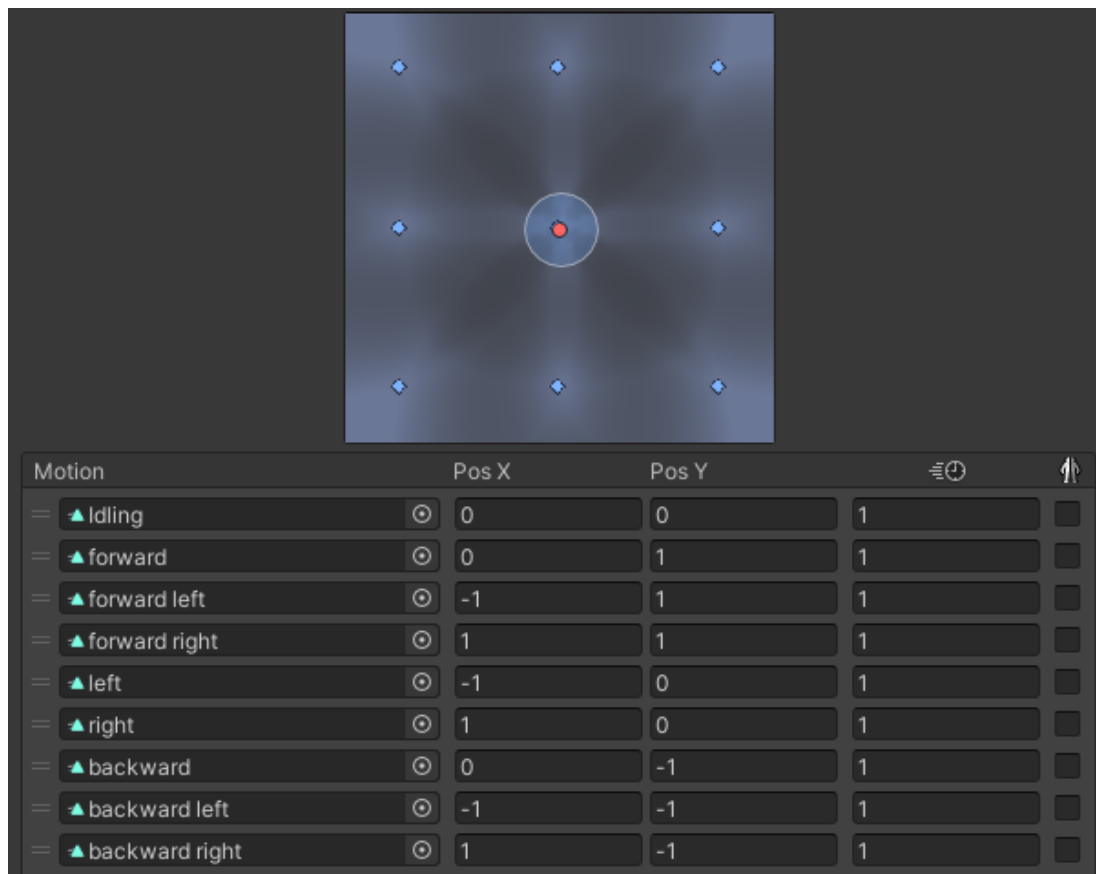 Motion Pos X Pos Y
Idling 0 0 1
forward 0 1 1
forward left -1 1 1
forward right 1 1 1
left -1 0 1
right 1 0 1
backward 0 -1 1
backward left -1 -1 1
backward right 1 -1 1